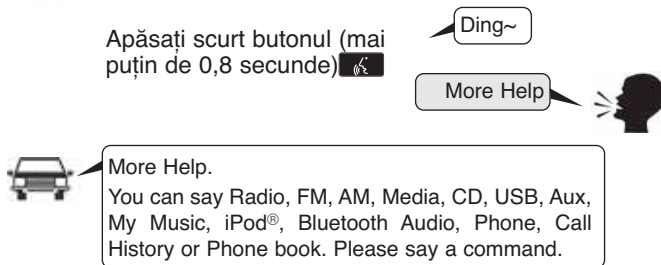 Apăsați scurt butonul (mai
puțin de 0,8 secunde)
Ding~
More Help
More Help.
You can say Radio, FM, AM, Media, CD, USB, Aux,
My Music, iPod®, Bluetooth Audio, Phone, Call
History or Phone book. Please say a command.